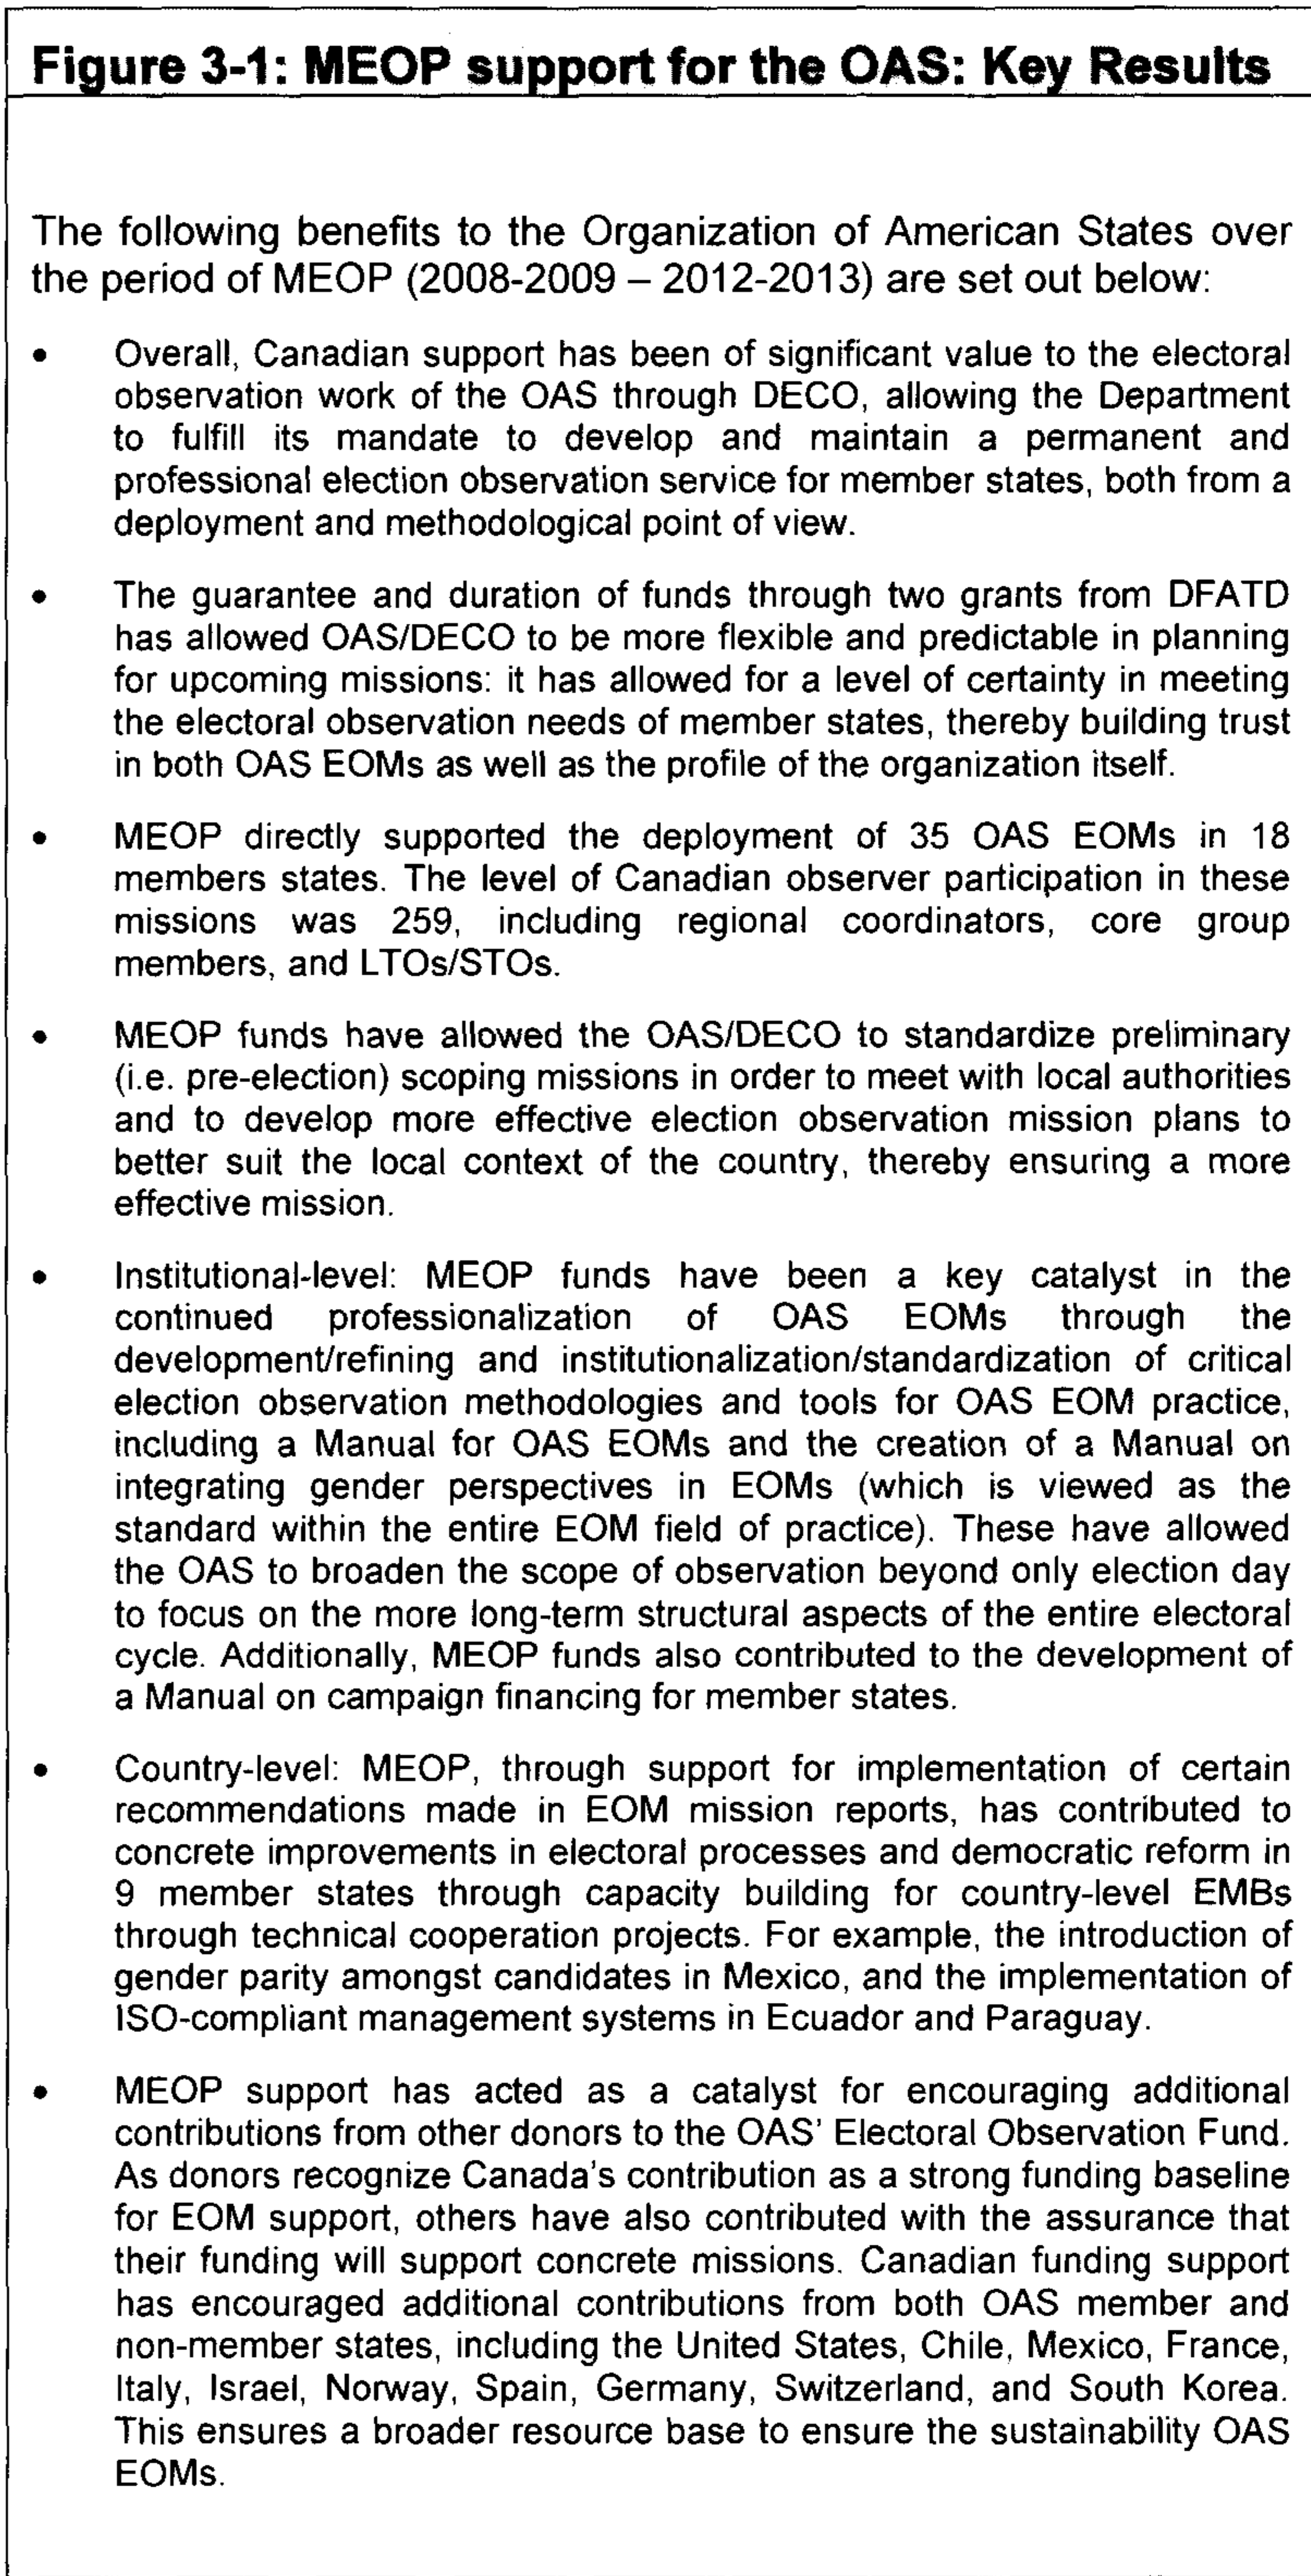 Figure 3-1: MEOP support for the OAS: Key Results
The following benefits to the Organization of American States over
the period of MEOP (2008-2009 – 2012-2013) are set out below:
• Overall, Canadian support has been of significant value to the electoral
observation work of the OAS through DECO, allowing the Department
to fulfill its mandate to develop and maintain a permanent and
professional election observation service for member states, both from a
deployment and methodological point of view.
• The guarantee and duration of funds through two grants from DFATD
has allowed OAS/DECO to be more flexible and predictable in planning
for upcoming missions: it has allowed for a level of certainty in meeting
the electoral observation needs of member states, thereby building trust
in both OAS EOMs as well as the profile of the organization itself.
• MEOP directly supported the deployment of 35 OAS EOMs in 18
members states. The level of Canadian observer participation in these
missions was 259, including regional coordinators, core group
members, and LTOs/STOs.
• MEOP funds have allowed the OAS/DECO to standardize preliminary
(i.e. pre-election) scoping missions in order to meet with local authorities
and to develop more effective election observation mission plans to
better suit the local context of the country, thereby ensuring a more
effective mission.
• Institutional-level: MEOP funds have been a key catalyst in the
continued professionalization of OAS EOMs through the
development/refining and institutionalization/standardization of critical
election observation methodologies and tools for OAS EOM practice,
including a Manual for OAS EOMs and the creation of a Manual on
integrating gender perspectives in EOMs (which is viewed as the
standard within the entire EOM field of practice). These have allowed
the OAS to broaden the scope of observation beyond only election day
to focus on the more long-term structural aspects of the entire electoral
cycle. Additionally, MEOP funds also contributed to the development of
a Manual on campaign financing for member states.
• Country-level: MEOP, through support for implementation of certain
recommendations made in EOM mission reports, has contributed to
concrete improvements in electoral processes and democratic reform in
9 member states through capacity building for country-level EMBs
through technical cooperation projects. For example, the introduction of
gender parity amongst candidates in Mexico, and the implementation of
ISO-compliant management systems in Ecuador and Paraguay.
• MEOP support has acted as a catalyst for encouraging additional
contributions from other donors to the OAS' Electoral Observation Fund.
As donors recognize Canada's contribution as a strong funding baseline
for EOM support, others have also contributed with the assurance that
their funding will support concrete missions. Canadian funding support
has encouraged additional contributions from both OAS member and
non-member states, including the United States, Chile, Mexico, France,
Italy, Israel, Norway, Spain, Germany, Switzerland, and South Korea.
This ensures a broader resource base to ensure the sustainability OAS
EOMs.